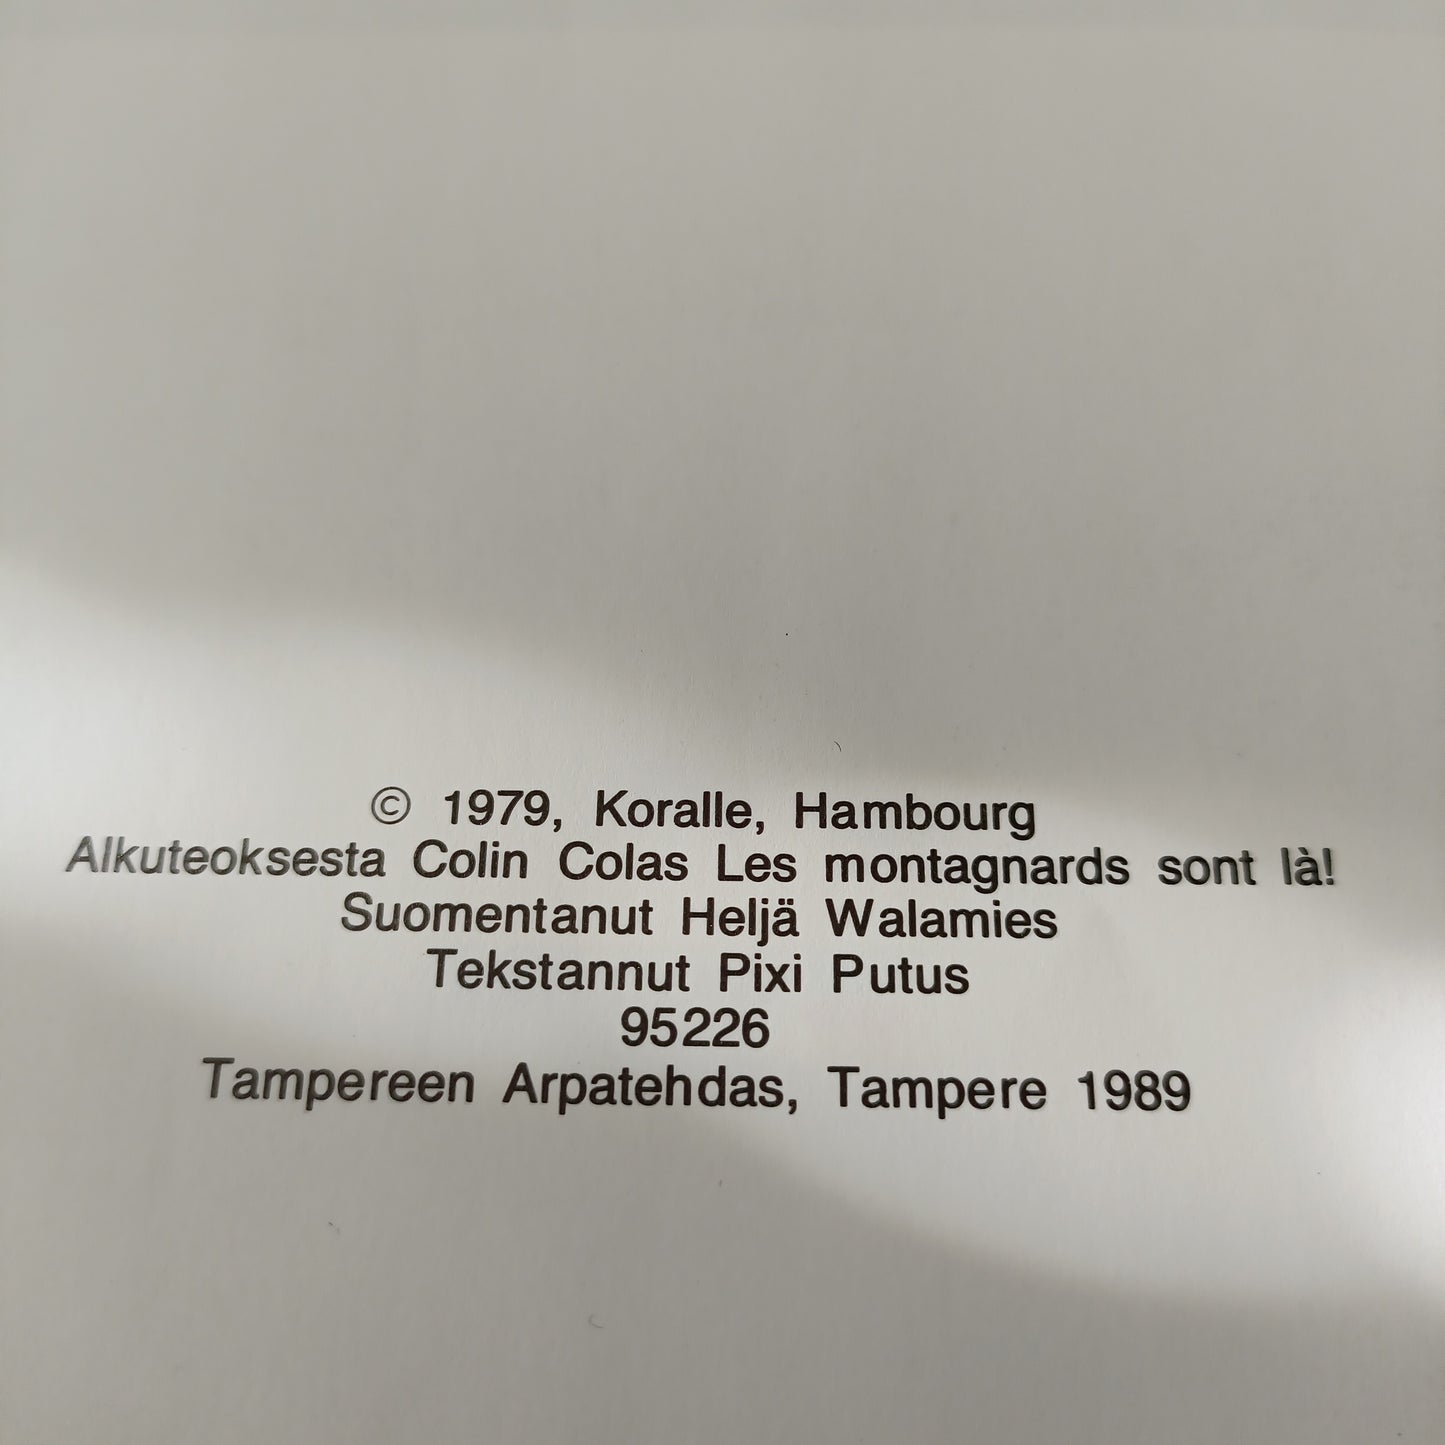 © 1979, Koralle, Hambourg
Alkuteoksesta Colin Colas Les montagnards sont là!
Suomentanut Heljä Walamies
Tekstannut Pixi Putus
95226
Tampereen Arpatehdas, Tampere 1989